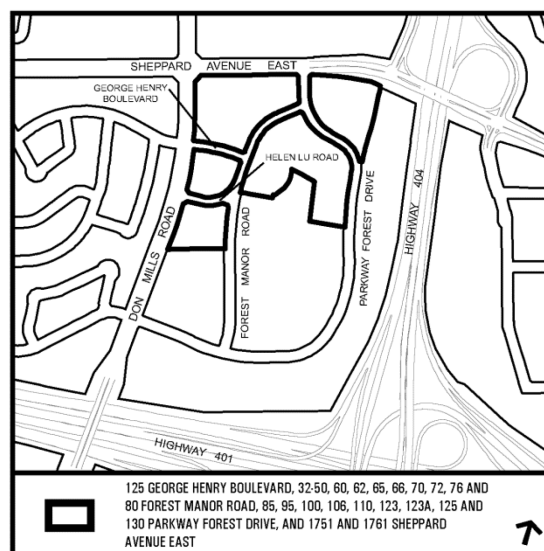 SHEPPARD AVENUE EAST
GEORGE HENRY
BOULEVARD
HELEN LU ROAD
DON MILLS ROAD
FOREST MANOR ROAD
PARKWAY FOREST DRIVE
HIGHWAY 404
HIGHWAY 401
125 GEORGE HENRY BOULEVARD, 32-50, 60, 62, 65, 66, 70, 72, 76 AND
80 FOREST MANOR ROAD, 85, 95, 100, 106, 110, 123, 123A, 125 AND
130 PARKWAY FOREST DRIVE, AND 1751 AND 1761 SHEPPARD
AVENUE EAST